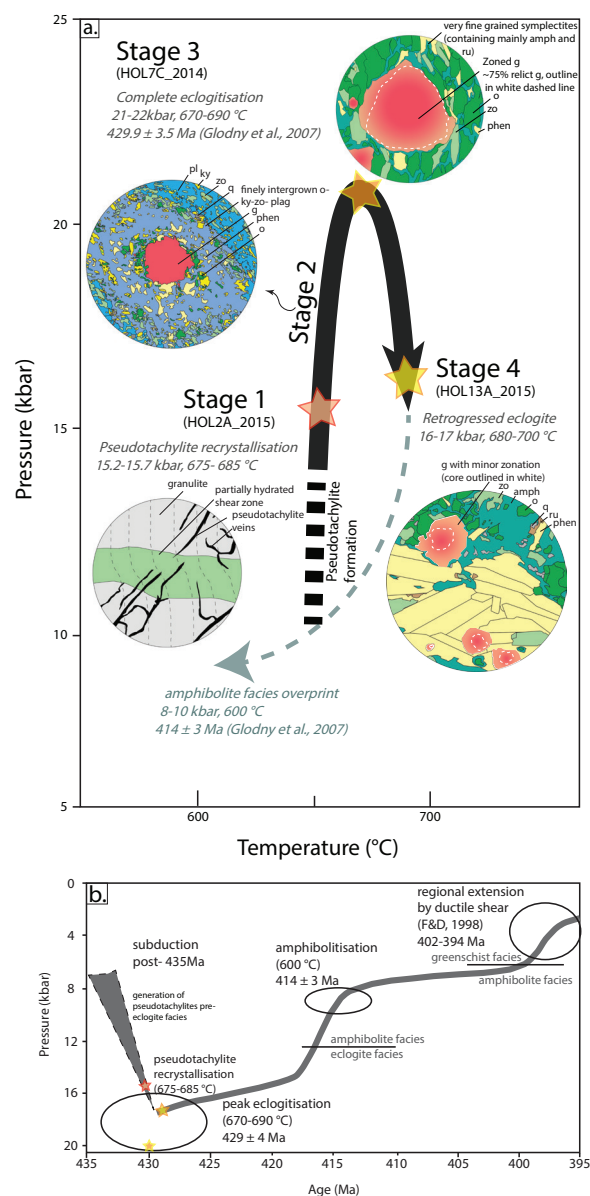 a.
25
20
15
10
5
Pressure (kbar)
600
700
Temperature (°C)
Stage 3
(HOL7C_2014)
Complete eclogitisation
21-22kbar, 670-690 °C
429.9 ± 3.5 Ma (Glodny et al., 2007)
very fine grained symplectites
(containing mainly amph and
ru)
Zoned g
~75% relict g, outline
in white dashed line
o
zo
phen
pl
ky
zo
q
finely intergrown o-
ky-zo- plag
g
phen
o
Stage 2
Stage 1
(HOL2A_2015)
Pseudotachylite recrystallisation
15.2-15.7 kbar, 675- 685 °C
granulite
partially hydrated
shear zone
pseudotachylite
veins
Pseudotachylite
formation
Stage 4
(HOL13A_2015)
Retrogressed eclogite
16-17 kbar, 680-700 °C
g with minor zonation
(core outlined in white)
zo
amph
o
q
ru
phen
amphibolite facies overprint
8-10 kbar, 600 °C
414 ± 3 Ma (Glodny et al., 2007)
b.
0
4
8
12
16
20
Pressure (kbar)
435
430
425
420
415
410
405
400
395
Age (Ma)
subduction
post- 435Ma
generation of
pseudotachylites pre-
eclogite facies
pseudotachylite
recrystallisation
(675-685 °C)
peak eclogitisation
(670-690 °C)
429 ± 4 Ma
amphibolitisation
(600 °C)
414 ± 3 Ma
amphibolite facies
eclogite facies
regional extension
by ductile shear
(F&D, 1998)
402-394 Ma
greenschist facies
amphibolite facies